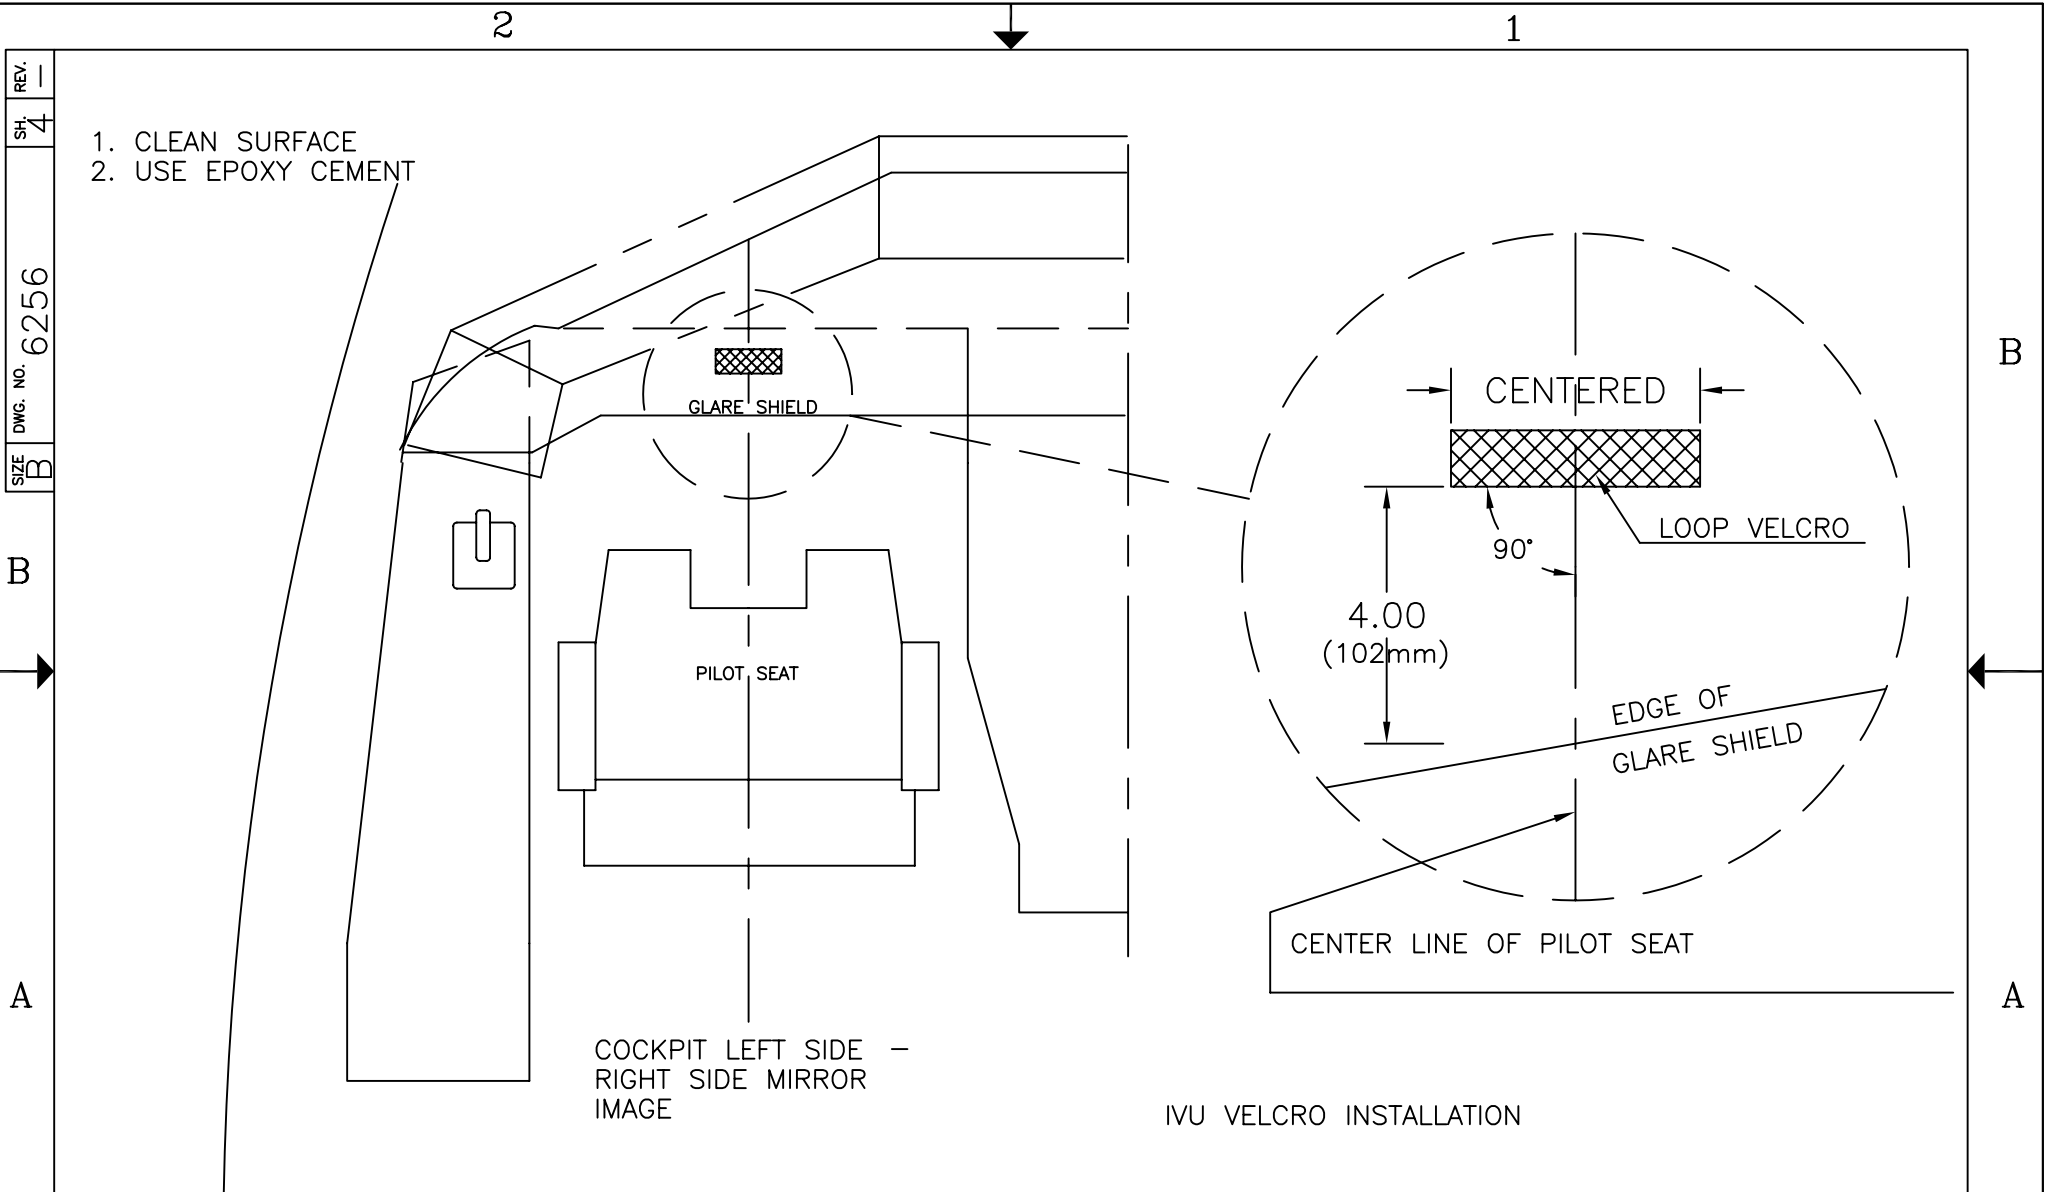 2
1
REV.
—
SH.
4
DWG. NO.
6256
SIZE
B
1. CLEAN SURFACE
2. USE EPOXY CEMENT
B
B
A
A
GLARE SHIELD
PILOT SEAT
CENTERED
LOOP VELCRO
90°
4.00
(102mm)
EDGE OF
GLARE SHIELD
CENTER LINE OF PILOT SEAT
COCKPIT LEFT SIDE –
RIGHT SIDE MIRROR
IMAGE
IVU VELCRO INSTALLATION